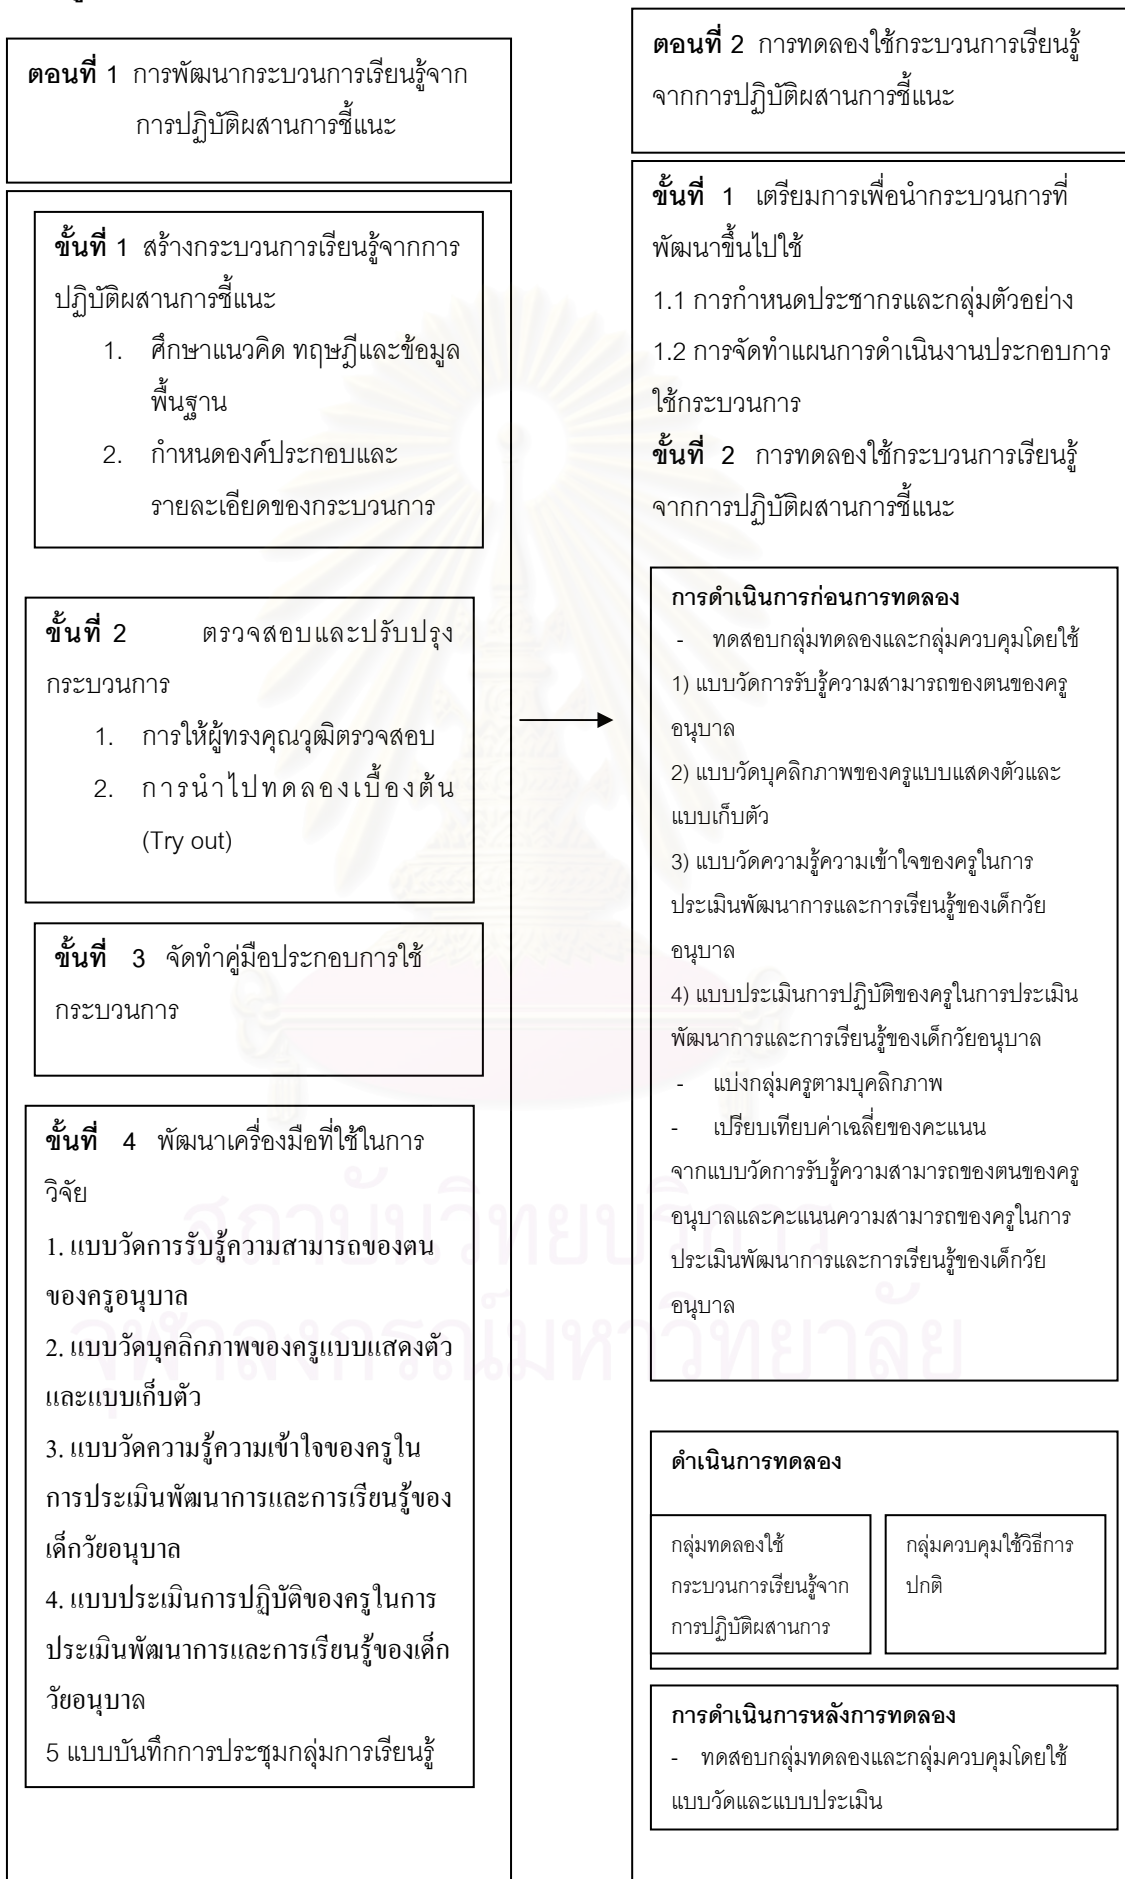 ตอนที่ 1 การพัฒนากระบวนการเรียนรู้จาก
การปฏิบัติผสานการชี้แนะ
ขั้นที่ 1 สร้างกระบวนการเรียนรู้จากการ
ปฏิบัติผสานการชี้แนะ
1. ศึกษาแนวคิด ทฤษฎีและข้อมูล
พื้นฐาน
2. กำหนดองค์ประกอบและ
รายละเอียดของกระบวนการ
ขั้นที่ 2 ตรวจสอบและปรับปรุง
กระบวนการ
1. การให้ผู้ทรงคุณวุฒิตรวจสอบ
2. การนำไปทดลองเบื้องต้น
(Try out)
ขั้นที่ 3 จัดทำคู่มือประกอบการใช้
กระบวนการ
ขั้นที่ 4 พัฒนาเครื่องมือที่ใช้ในการ
วิจัย
1. แบบวัดการรับรู้ความสามารถของตน
ของครูอนุบาล
2. แบบวัดบุคลิกภาพของครูแบบแสดงตัว
และแบบเก็บตัว
3. แบบวัดความรู้ความเข้าใจของครูใน
การประเมินพัฒนาการและการเรียนรู้ของ
เด็กวัยอนุบาล
4. แบบประเมินการปฏิบัติของครูในการ
ประเมินพัฒนาการและการเรียนรู้ของเด็ก
วัยอนุบาล
5 แบบบันทึกการประชุมกลุ่มการเรียนรู้
ตอนที่ 2 การทดลองใช้กระบวนการเรียนรู้
จากการปฏิบัติผสานการชี้แนะ
ขั้นที่ 1 เตรียมการเพื่อนำกระบวนการที่
พัฒนาขึ้นไปใช้
1.1 การกำหนดประชากรและกลุ่มตัวอย่าง
1.2 การจัดทำแผนการดำเนินงานประกอบการ
ใช้กระบวนการ
ขั้นที่ 2 การทดลองใช้กระบวนการเรียนรู้
จากการปฏิบัติผสานการชี้แนะ
การดำเนินการก่อนการทดลอง
- ทดสอบกลุ่มทดลองและกลุ่มควบคุมโดยใช้
1) แบบวัดการรับรู้ความสามารถของตนของครู
อนุบาล
2) แบบวัดบุคลิกภาพของครูแบบแสดงตัวและ
แบบเก็บตัว
3) แบบวัดความรู้ความเข้าใจของครูในการ
ประเมินพัฒนาการและการเรียนรู้ของเด็กวัย
อนุบาล
4) แบบประเมินการปฏิบัติของครูในการประเมิน
พัฒนาการและการเรียนรู้ของเด็กวัยอนุบาล
- แบ่งกลุ่มครูตามบุคลิกภาพ
- เปรียบเทียบค่าเฉลี่ยของคะแนน
จากแบบวัดการรับรู้ความสามารถของตนของครู
อนุบาลและคะแนนความสามารถของครูในการ
ประเมินพัฒนาการและการเรียนรู้ของเด็กวัย
อนุบาล
ดำเนินการทดลอง
กลุ่มทดลองใช้
กระบวนการเรียนรู้จาก
การปฏิบัติผสานการ
กลุ่มควบคุมใช้วิธีการ
ปกติ
การดำเนินการหลังการทดลอง
- ทดสอบกลุ่มทดลองและกลุ่มควบคุมโดยใช้
แบบวัดและแบบประเมิน
สถาบันวิทยบริการ
จุฬาลงกรณ์มหาวิทยาลัย